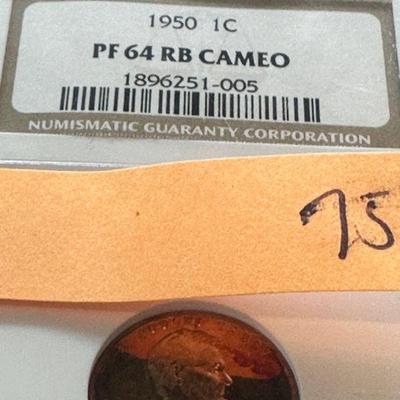 1950 1C
PF 64 RB CAMEO
1896251-005
NUMISMATIC GUARANTY CORPORATION
75